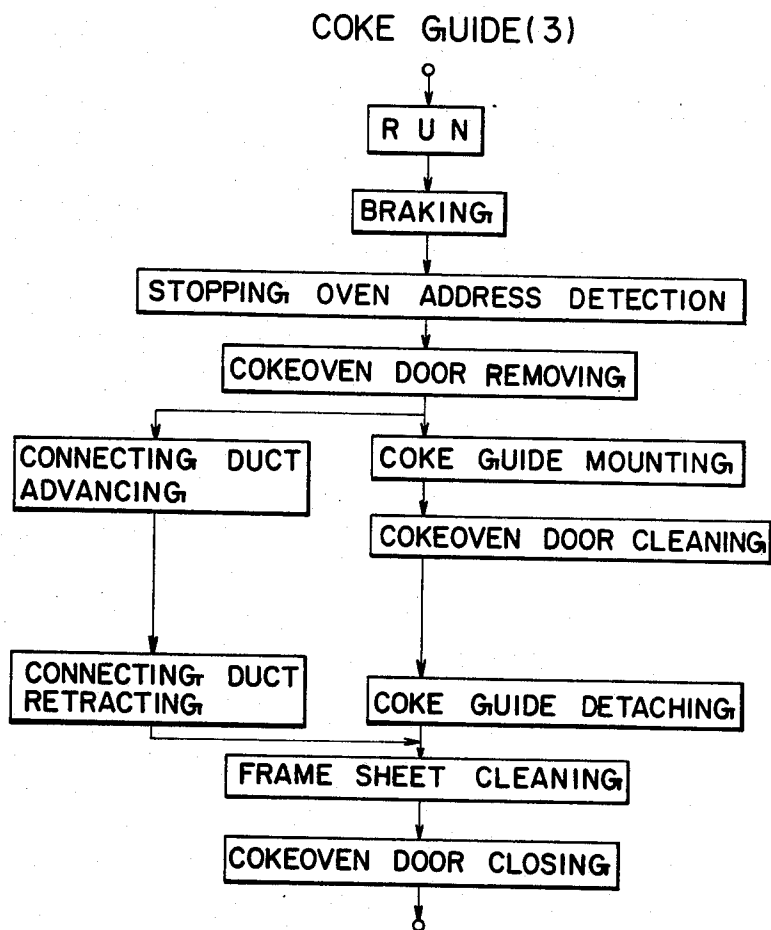 COKE GUIDE(3)
RUN
BRAKING
STOPPING OVEN ADDRESS DETECTION
COKEOVEN DOOR REMOVING
CONNECTING DUCT
ADVANCING
COKE GUIDE MOUNTING
COKEOVEN DOOR CLEANING
CONNECTING DUCT
RETRACTING
COKE GUIDE DETACHING
FRAME SHEET CLEANING
COKEOVEN DOOR CLOSING